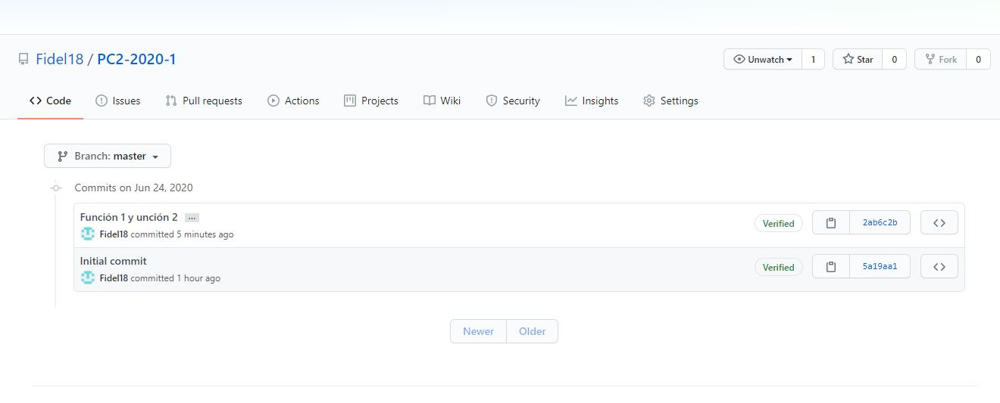 Fidel18 / PC2-2020-1
Unwatch 1 Star 0 Fork 0
Code Issues Pull requests Actions Projects Wiki Security Insights Settings
Branch: master
Commits on Jun 24, 2020
Función 1 y unción 2 ...
Fidel18 committed 5 minutes ago
Verified 2ab6c2b
Initial commit
Fidel18 committed 1 hour ago
Verified 5a19aa1
Newer Older